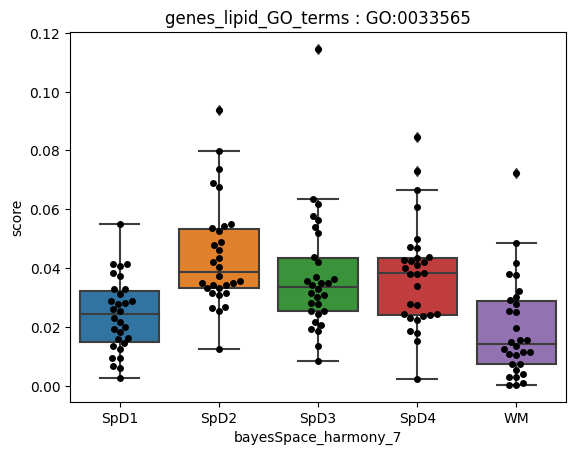 genes_lipid_GO_terms : GO:0033565
0.12
0.10
0.08
0.06
0.04
0.02
0.00
score
SpD1 SpD2 SpD3 SpD4 WM
bayesSpace_harmony_7